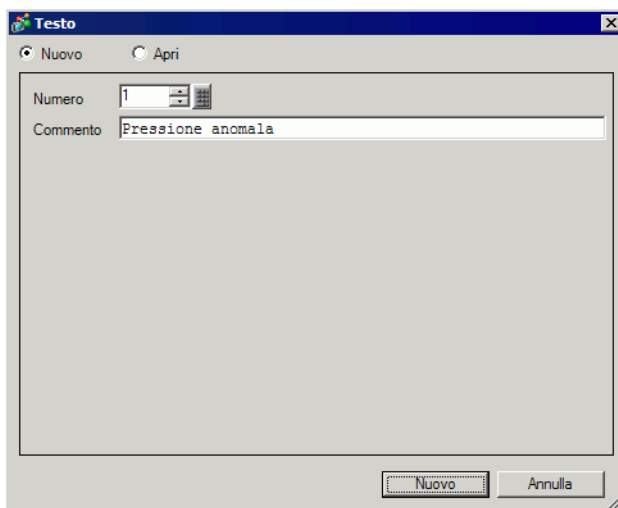 Testo
Nuovo Apri
Numero 1
Commento Pressione anomala
Nuovo Annulla